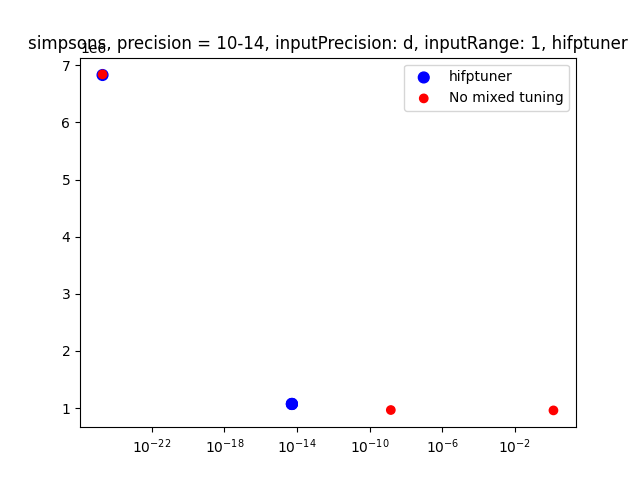 simpsons, precision = 10-14, inputPrecision: d, inputRange: 1, hifptuner
1e6
hifptuner
No mixed tuning
7
6
5
4
3
2
1
10⁻²² 10⁻¹⁸ 10⁻¹⁴ 10⁻¹⁰ 10⁻⁶ 10⁻²